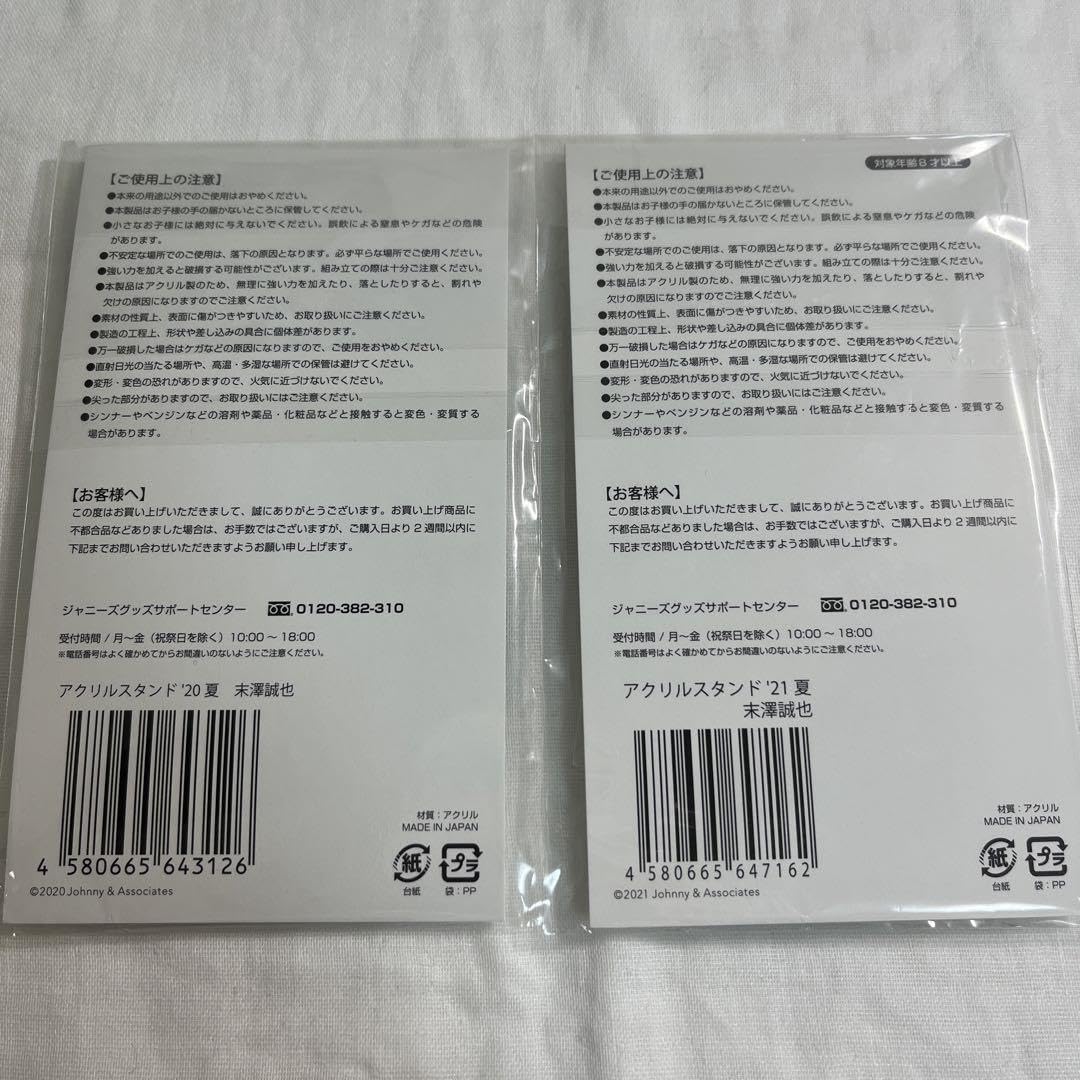 【ご使用上の注意】
●本来の用途以外でのご使用はおやめください。
●本製品はお子様の手の届かないところに保管してください。
●小さなお子様には絶対に与えないでください。誤飲による窒息やケガなどの危険
があります。
●不安定な場所でのご使用は、落下の原因となります。必ず平らな場所でご使用ください。
●強い力を加えると破損する可能性がございます。組み立ての際は十分ご注意ください。
●本製品はアクリル製のため、無理に強い力を加えたり、落としたりすると、割れや
欠けの原因になりますのでご注意ください。
●素材の性質上、表面に傷がつきやすいため、お取り扱いにご注意ください。
●製造の工程上、形状や差し込みの具合に個体差があります。
●万一破損した場合はケガなどの原因になりますので、ご使用をおやめください。
●直射日光の当たる場所や、高温・多湿な場所での保管は避けてください。
●変形・変色の恐れがありますので、火気に近づけないでください。
●尖った部分がありますので、お取り扱いにはご注意ください。
●シンナーやベンジンなどの溶剤や薬品・化粧品などと接触すると変色・変質する
場合があります。
【お客様へ】
この度はお買い上げいただきまして、誠にありがとうございます。お買い上げ商品に
不都合品などありました場合は、お手数ではございますが、ご購入日より2週間以内に
下記までお問い合わせいただきますようお願い申し上げます。
ジャニーズグッズサポートセンター 0120-382-310
受付時間 / 月～金（祝祭日を除く）10:00～18:00
※電話番号はよく確かめてからお間違いのないようにご注意ください。
アクリルスタンド '20 夏 末澤誠也
材質：アクリル
MADE IN JAPAN
4 580665 643126
紙 プラ
台紙 袋：PP
©2020 Johnny & Associates
対象年齢8才以上
【ご使用上の注意】
●本来の用途以外でのご使用はおやめください。
●本製品はお子様の手の届かないところに保管してください。
●小さなお子様には絶対に与えないでください。誤飲による窒息やケガなどの危険
があります。
●不安定な場所でのご使用は、落下の原因となります。必ず平らな場所でご使用ください。
●強い力を加えると破損する可能性がございます。組み立ての際は十分ご注意ください。
●本製品はアクリル製のため、無理に強い力を加えたり、落としたりすると、割れや
欠けの原因になりますのでご注意ください。
●素材の性質上、表面に傷がつきやすいため、お取り扱いにご注意ください。
●製造の工程上、形状や差し込みの具合に個体差があります。
●万一破損した場合はケガなどの原因になりますので、ご使用をおやめください。
●直射日光の当たる場所や、高温・多湿な場所での保管は避けてください。
●変形・変色の恐れがありますので、火気に近づけないでください。
●尖った部分がありますので、お取り扱いにはご注意ください。
●シンナーやベンジンなどの溶剤や薬品・化粧品などと接触すると変色・変質する
場合があります。
【お客様へ】
この度はお買い上げいただきまして、誠にありがとうございます。お買い上げ商品に
不都合品などありました場合は、お手数ではございますが、ご購入日より2週間以内に
下記までお問い合わせいただきますようお願い申し上げます。
ジャニーズグッズサポートセンター 0120-382-310
受付時間 / 月～金（祝祭日を除く）10:00～18:00
※電話番号はよく確かめてからお間違いのないようにご注意ください。
アクリルスタンド '21 夏
末澤誠也
材質：アクリル
MADE IN JAPAN
4 580665 647162
紙 プラ
台紙 袋：PP
©2021 Johnny & Associates